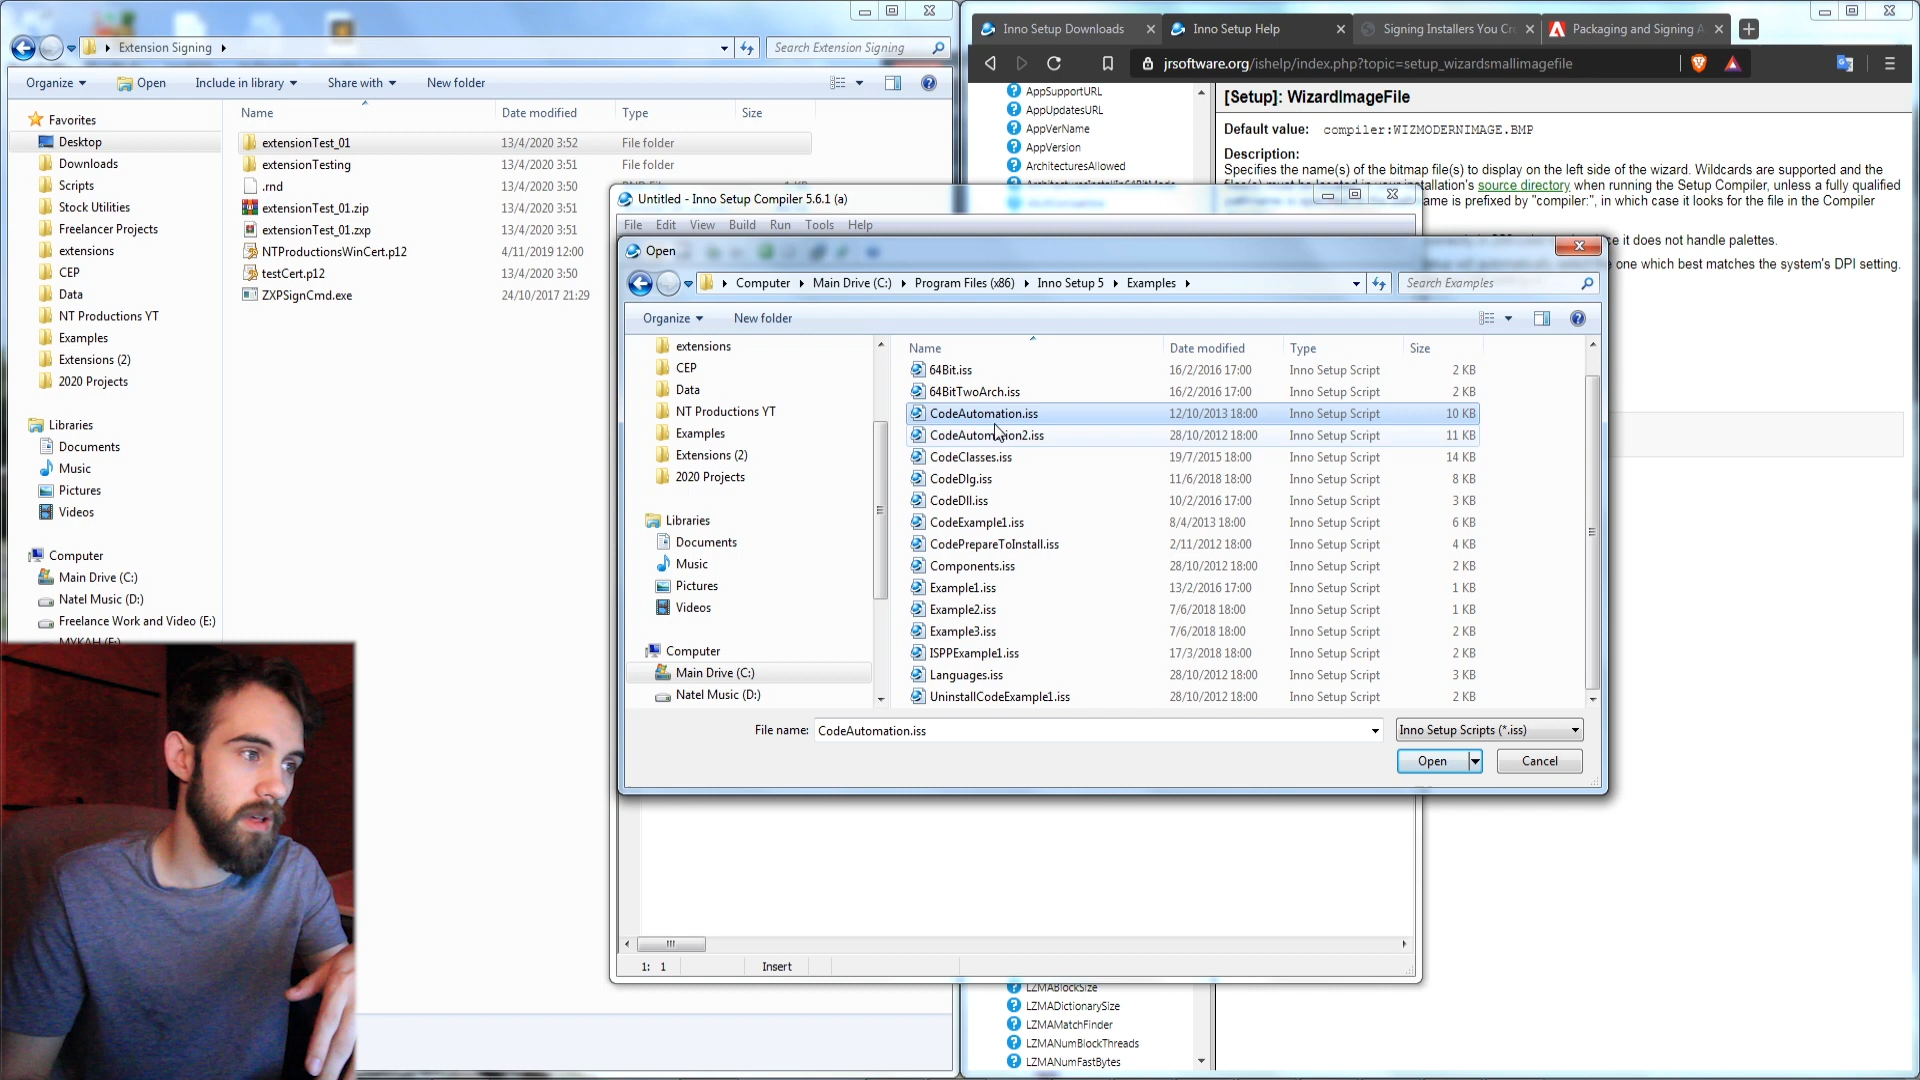 Extension Signing
Search Extension Signing
Organize
Open
Include in library
Share with
New folder
Name
Date modified
Type
Size
Favorites
Desktop
Downloads
Scripts
Stock Utilities
Freelancer Projects
extensions
CEP
Data
NT Productions YT
Examples
Extensions (2)
2020 Projects
Libraries
Documents
Music
Pictures
Videos
Computer
Main Drive (C:)
Natel Music (D:)
Freelance Work and Video (E:)
extensionTest_01 13/4/2020 3:52 File folder
extensionTesting 13/4/2020 3:51 File folder
.rnd 13/4/2020 3:50
extensionTest_01.zip 13/4/2020 3:51
extensionTest_01.zxp 13/4/2020 3:51
NTProductionsWinCert.p12 4/11/2019 12:00
testCert.p12 13/4/2020 3:50
ZXPSignCmd.exe 24/10/2017 21:29
Inno Setup Downloads
Inno Setup Help
Signing Installers You Cr
Packaging and Signing A
jrsoftware.org/ishelp/index.php?topic=setup_wizardsmallimagefile
AppSupportURL
AppUpdatesURL
AppVerName
AppVersion
ArchitecturesAllowed
[Setup]: WizardImageFile
Default value: compiler:WIZMODERNIMAGE.BMP
Description:
Specifies the name(s) of the bitmap file(s) to display on the left side of the wizard. Wildcards are supported and the
installation's source directory when running the Setup Compiler, unless a fully qualified
name is prefixed by "compiler:", in which case it looks for the file in the Compiler
ce it does not handle palettes.
one which best matches the system's DPI setting.
Untitled - Inno Setup Compiler 5.6.1 (a)
File Edit View Build Run Tools Help
Open
Computer
Main Drive (C:)
Program Files (x86)
Inno Setup 5
Examples
Search Examples
Organize
New folder
extensions
CEP
Data
NT Productions YT
Examples
Extensions (2)
2020 Projects
Libraries
Documents
Music
Pictures
Videos
Computer
Main Drive (C:)
Natel Music (D:)
Name Date modified Type Size
64Bit.iss 16/2/2016 17:00 Inno Setup Script 2 KB
64BitTwoArch.iss 16/2/2016 17:00 Inno Setup Script 2 KB
CodeAutomation.iss 12/10/2013 18:00 Inno Setup Script 10 KB
CodeAutomation2.iss 28/10/2012 18:00 Inno Setup Script 11 KB
CodeClasses.iss 19/7/2015 18:00 Inno Setup Script 14 KB
CodeDlg.iss 11/6/2018 18:00 Inno Setup Script 8 KB
CodeDll.iss 10/2/2016 17:00 Inno Setup Script 3 KB
CodeExample1.iss 8/4/2013 18:00 Inno Setup Script 6 KB
CodePrepareToInstall.iss 2/11/2012 18:00 Inno Setup Script 4 KB
Components.iss 28/10/2012 18:00 Inno Setup Script 2 KB
Example1.iss 13/2/2016 17:00 Inno Setup Script 1 KB
Example2.iss 7/6/2018 18:00 Inno Setup Script 1 KB
Example3.iss 7/6/2018 18:00 Inno Setup Script 2 KB
ISPPExample1.iss 17/3/2018 18:00 Inno Setup Script 2 KB
Languages.iss 28/10/2012 18:00 Inno Setup Script 3 KB
UninstallCodeExample1.iss 28/10/2012 18:00 Inno Setup Script 2 KB
File name: CodeAutomation.iss
Inno Setup Scripts (*.iss)
Open
Cancel
1: 1
Insert
LZMABlockSize
LZMADictionarySize
LZMAMatchFinder
LZMANumBlockThreads
LZMANumFastBytes